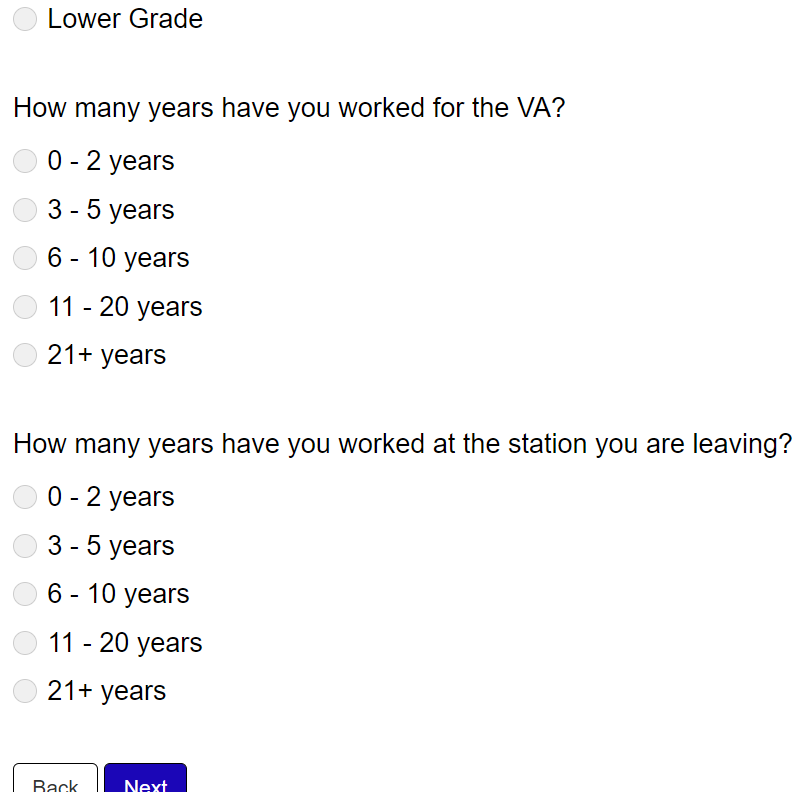 Lower Grade
How many years have you worked for the VA?
0 - 2 years
3 - 5 years
6 - 10 years
11 - 20 years
21+ years
How many years have you worked at the station you are leaving?
0 - 2 years
3 - 5 years
6 - 10 years
11 - 20 years
21+ years
Back Next